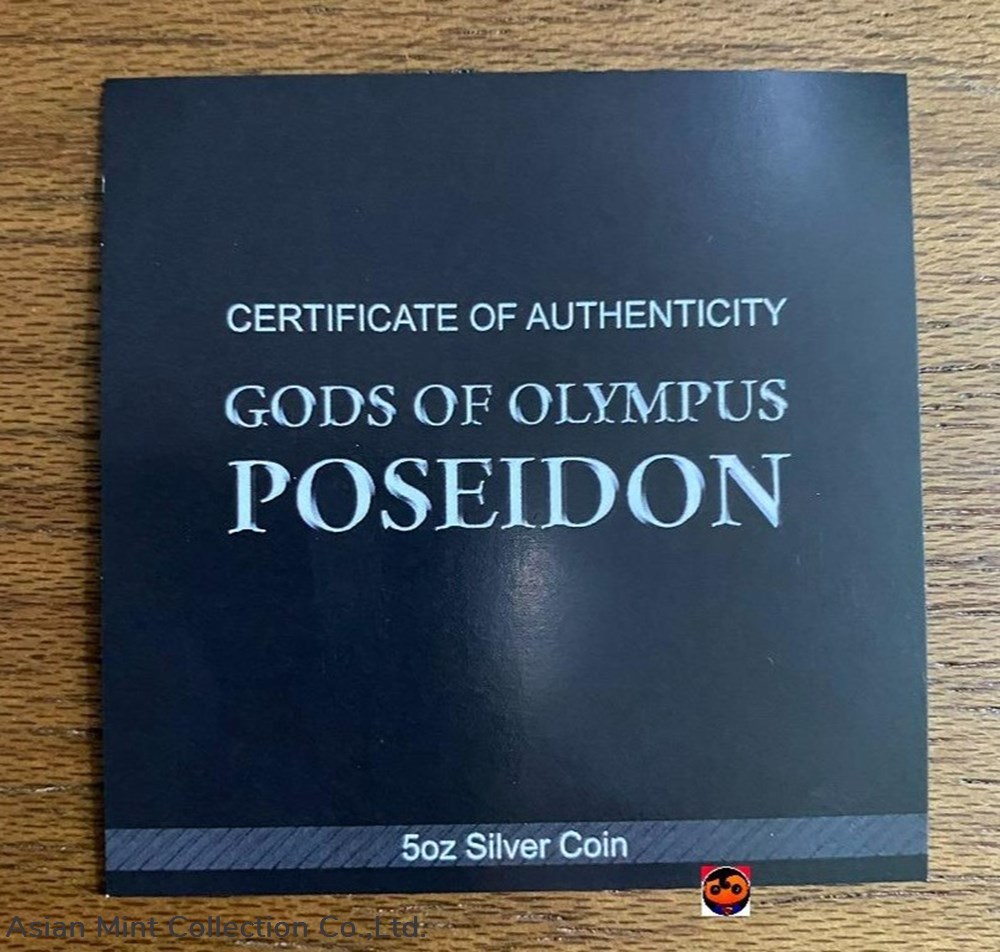 CERTIFICATE OF AUTHENTICITY
GODS OF OLYMPUS
POSEIDON
5oz Silver Coin
Asian Mint Collection Co.,Ltd.